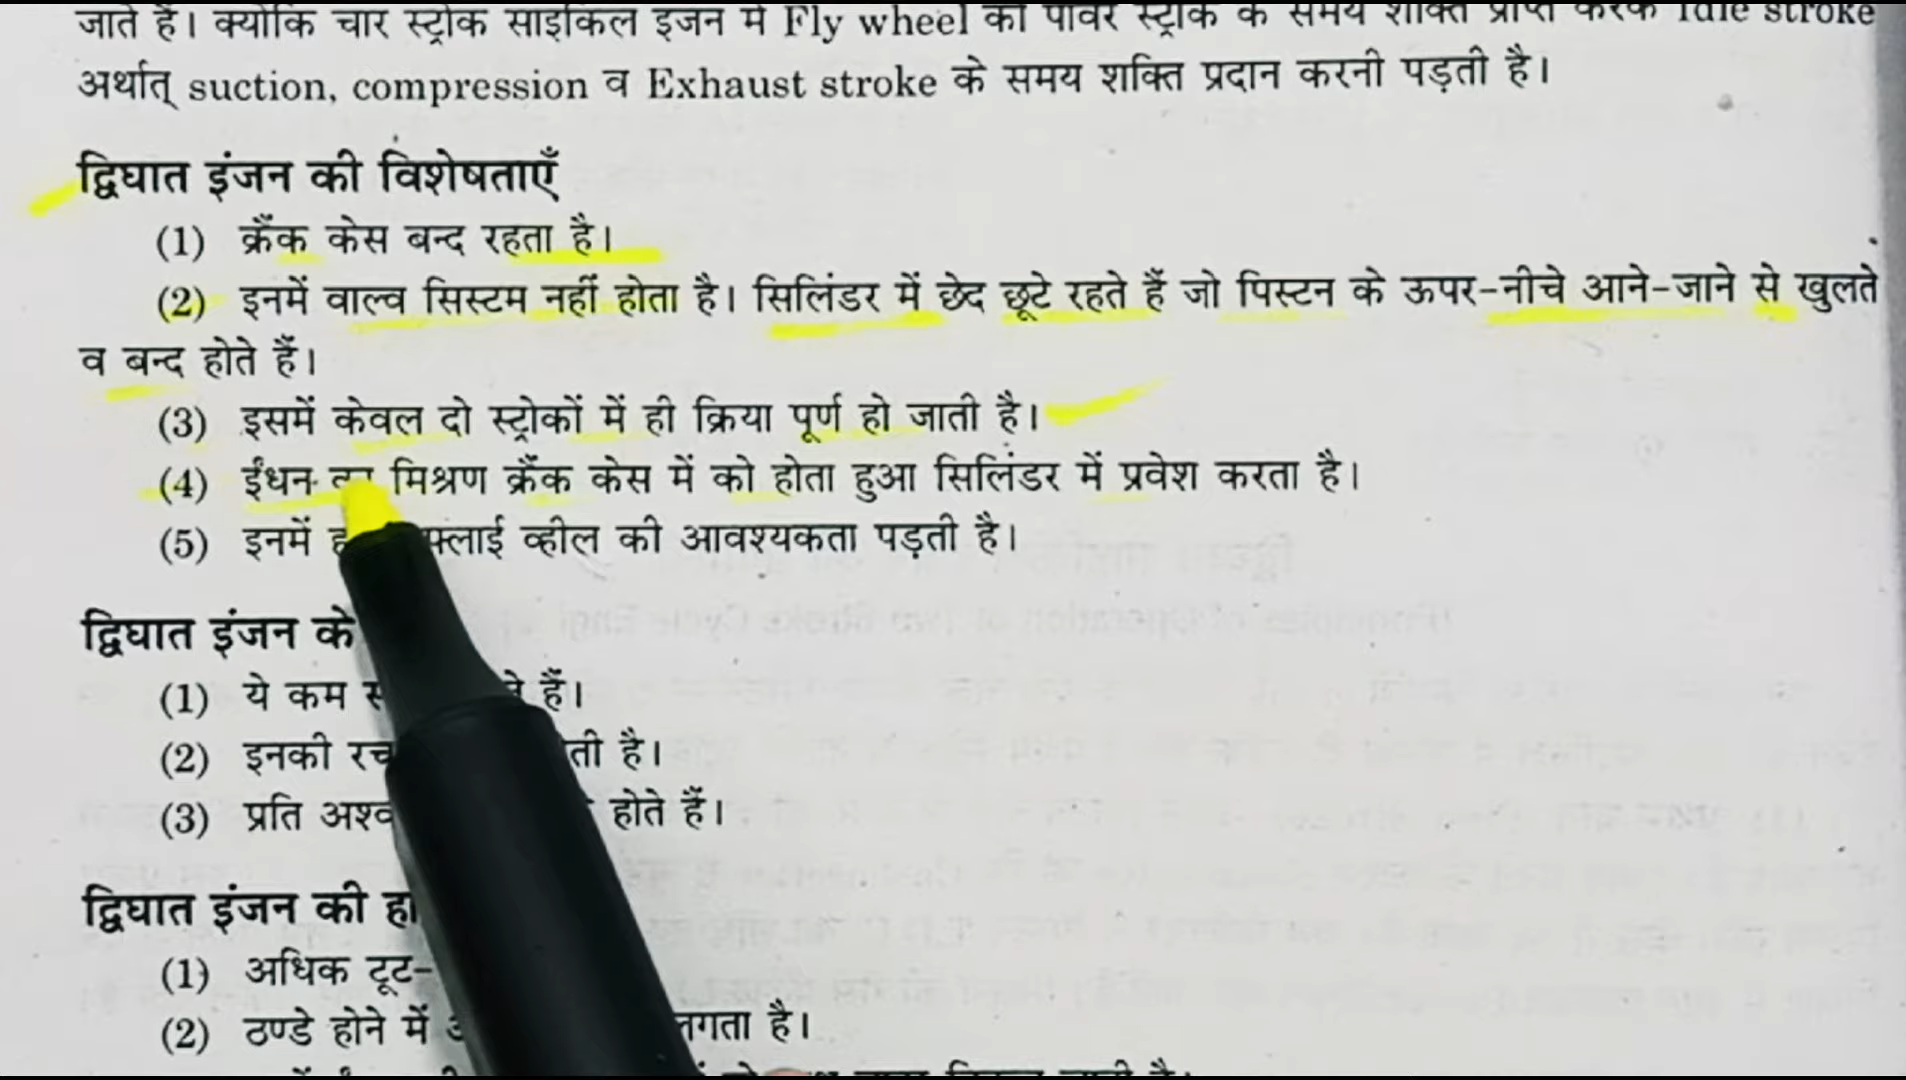 जाते हैं। क्योंकि चार स्ट्रोक साइकिल इंजन में Fly wheel को पावर स्ट्रोक के समय शक्ति प्राप्त करके Idle stroke
अर्थात् suction, compression व Exhaust stroke के समय शक्ति प्रदान करनी पड़ती है।
द्विघात इंजन की विशेषताएँ
(1) क्रैंक केस बन्द रहता है।
(2) इनमें वाल्व सिस्टम नहीं होता है। सिलिंडर में छेद छूटे रहते हैं जो पिस्टन के ऊपर-नीचे आने-जाने से खुलते
व बन्द होते हैं।
(3) इसमें केवल दो स्ट्रोकों में ही क्रिया पूर्ण हो जाती है।
(4) ईंधन का मिश्रण क्रैंक केस में को होता हुआ सिलिंडर में प्रवेश करता है।
(5) इनमें फ्लाई व्हील की आवश्यकता पड़ती है।
द्विघात इंजन के
(1) ये कम हैं।
(2) इनकी है।
(3) प्रति होते हैं।
द्विघात इंजन की
(1) अधिक टूट-
(2) ठण्डे होने में लगता है।